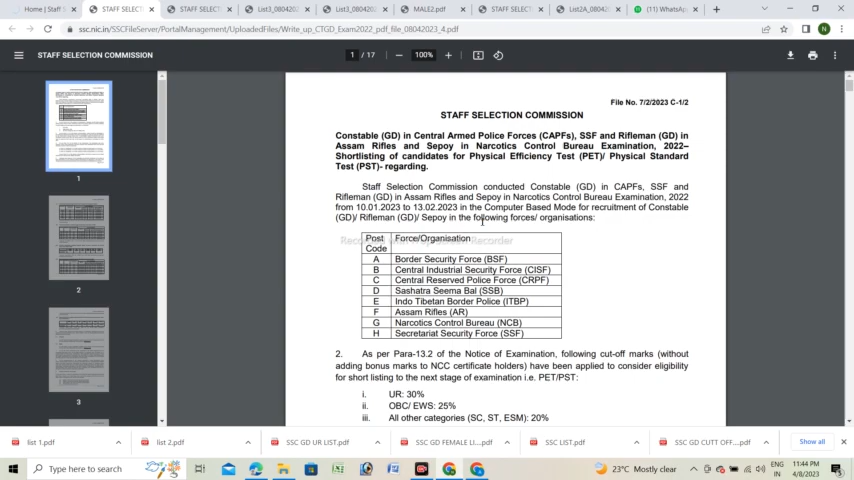 Home | Staff S
STAFF SELEC
STAFF SELEC
List3_0804202
List3_0804202
MALE2.pdf
STAFF SELEC
List2A_08042
(11) WhatsAp
ssc.nic.in/SSCFileServer/PortalManagement/UploadedFiles/Write_up_CTGD_Exam2022_pdf_file_08042023_4.pdf
N
STAFF SELECTION COMMISSION
1 / 17
100%
File No. 7/2/2023 C-1/2
STAFF SELECTION COMMISSION
Constable (GD) in Central Armed Police Forces (CAPFs), SSF and Rifleman (GD) in
Assam Rifles and Sepoy in Narcotics Control Bureau Examination, 2022–
Shortlisting of candidates for Physical Efficiency Test (PET)/ Physical Standard
Test (PST)- regarding.
Staff Selection Commission conducted Constable (GD) in CAPFs, SSF and
Rifleman (GD) in Assam Rifles and Sepoy in Narcotics Control Bureau Examination, 2022
from 10.01.2023 to 13.02.2023 in the Computer Based Mode for recruitment of Constable
(GD)/ Rifleman (GD)/ Sepoy in the following forces/ organisations:
Post Code Force/Organisation
A Border Security Force (BSF)
B Central Industrial Security Force (CISF)
C Central Reserved Police Force (CRPF)
D Sashatra Seema Bal (SSB)
E Indo Tibetan Border Police (ITBP)
F Assam Rifles (AR)
G Narcotics Control Bureau (NCB)
H Secretariat Security Force (SSF)
2. As per Para-13.2 of the Notice of Examination, following cut-off marks (without
adding bonus marks to NCC certificate holders) have been applied to consider eligibility
for short listing to the next stage of examination i.e. PET/PST:
i. UR: 30%
ii. OBC/ EWS: 25%
iii. All other categories (SC, ST, ESM): 20%
1
2
3
list 1.pdf
list 2.pdf
SSC GD UR LIST.pdf
SSC GD FEMALE LI....pdf
SSC LIST.pdf
SSC GD CUTT OFF....pdf
Show all
Type here to search
23°C Mostly clear
ENG
IN
11:44 PM
4/8/2023